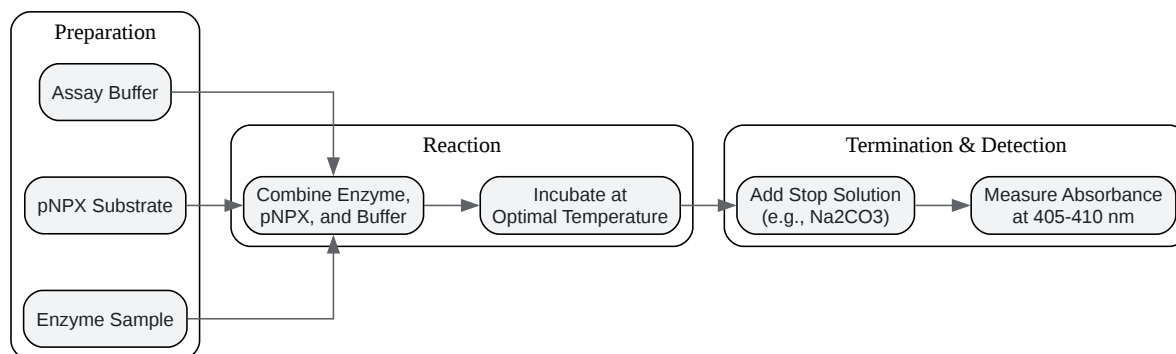 Preparation
Assay Buffer
pNPX Substrate
Enzyme Sample
Reaction
Combine Enzyme,
pNPX, and Buffer
Incubate at
Optimal Temperature
Termination & Detection
Add Stop Solution
(e.g., Na2CO3)
Measure Absorbance
at 405-410 nm